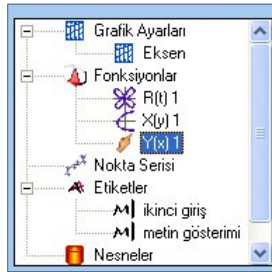 Grafik Ayarları
Eksen
Fonksiyonlar
R(t) 1
X(y) 1
Y(x) 1
Nokta Serisi
Etiketler
ikinci giriş
metin gösterimi
Nesneler